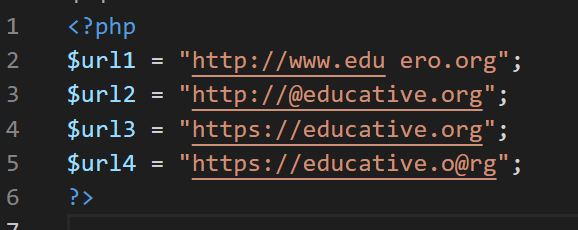 1 <?php
2 $url1 = "http://www.edu ero.org";
3 $url2 = "http://@educative.org";
4 $url3 = "https://educative.org";
5 $url4 = "https://educative.o@rg";
6 ?>
7